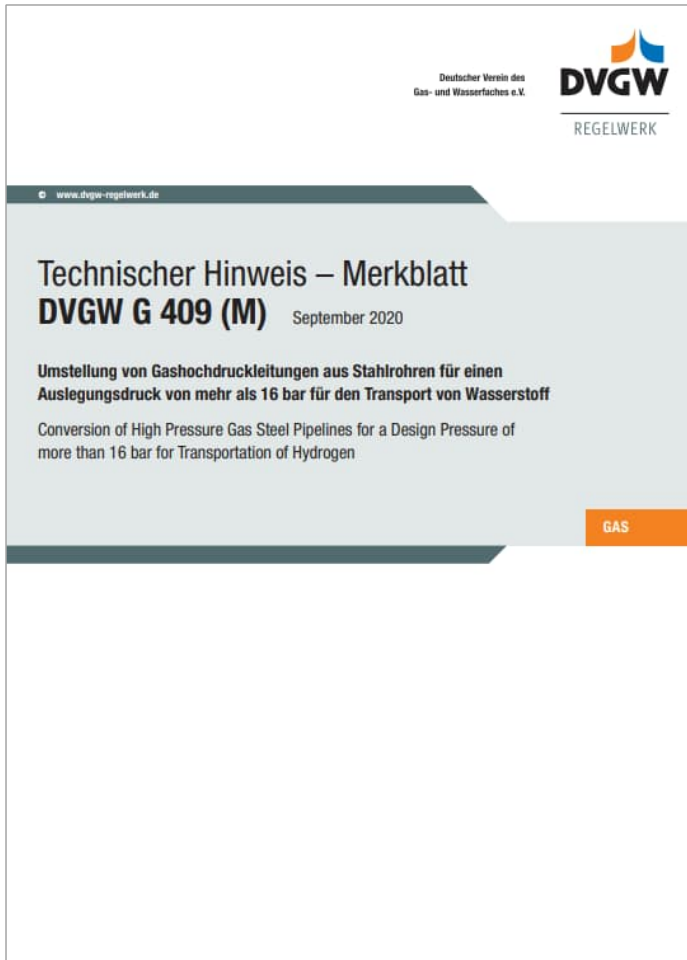 Deutscher Verein des
Gas- und Wasserfaches e.V.
DVGW
REGELWERK
© www.dvgw-regelwerk.de
Technischer Hinweis – Merkblatt
DVGW G 409 (M) September 2020
Umstellung von Gashochdruckleitungen aus Stahlrohren für einen
Auslegungsdruck von mehr als 16 bar für den Transport von Wasserstoff
Conversion of High Pressure Gas Steel Pipelines for a Design Pressure of
more than 16 bar for Transportation of Hydrogen
GAS